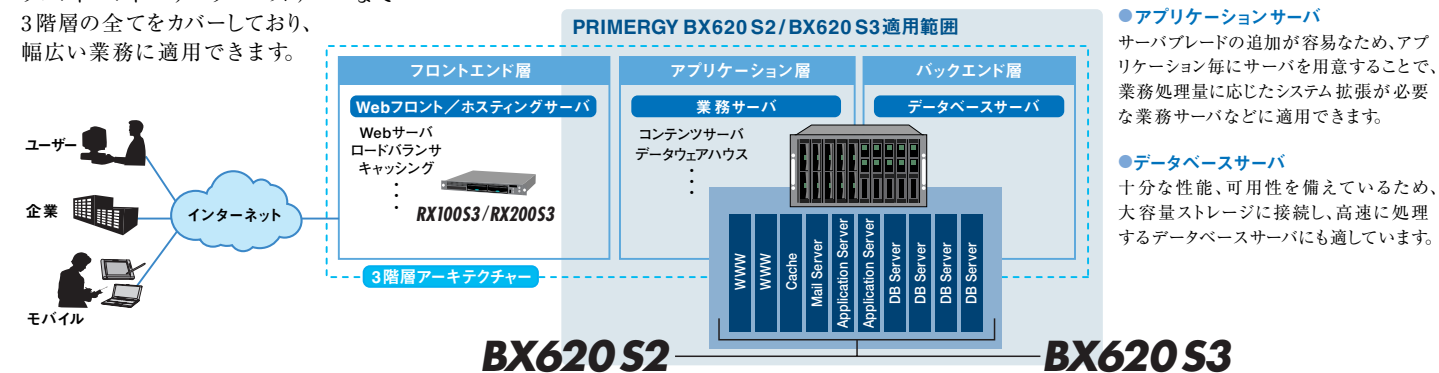 3階層の全てをカバーしており、
幅広い業務に適用できます。
PRIMERGY BX620 S2/BX620 S3適用範囲
フロントエンド層
アプリケーション層
バックエンド層
Webフロント/ホスティングサーバ
業務サーバ
データベースサーバ
Webサーバ
ロードバランサ
キャッシング
コンテンツサーバ
データウェアハウス
RX100S3/RX200S3
ユーザー
企業
モバイル
インターネット
3階層アーキテクチャー
WWW
WWW
Cache
Mail Server
Application Server
Application Server
DB Server
DB Server
DB Server
DB Server
BX620 S2
BX620 S3
●アプリケーションサーバ
サーバブレードの追加が容易なため、アプ
リケーション毎にサーバを用意することで、
業務処理量に応じたシステム拡張が必要
な業務サーバなどに適用できます。
●データベースサーバ
十分な性能、可用性を備えているため、
大容量ストレージに接続し、高速に処理
するデータベースサーバにも適しています。